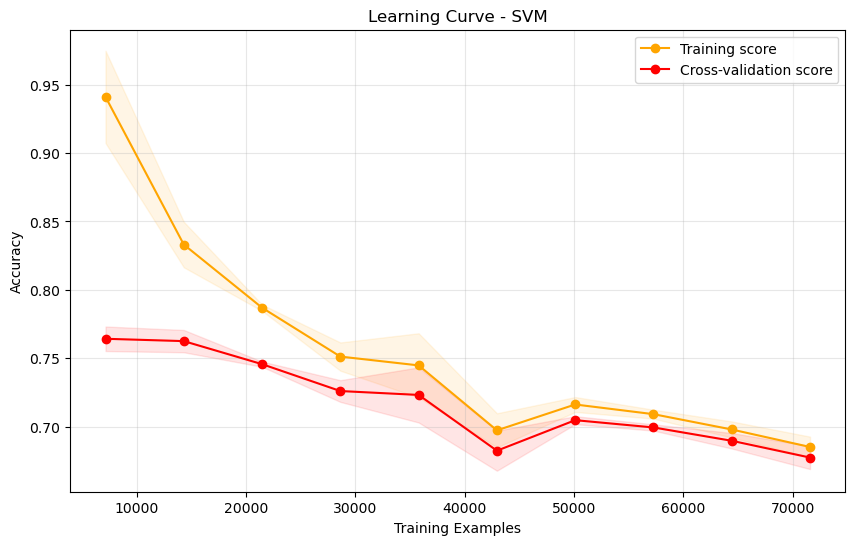 Learning Curve - SVM
Training score
Cross-validation score
Accuracy
0.95
0.90
0.85
0.80
0.75
0.70
10000
20000
30000
40000
50000
60000
70000
Training Examples